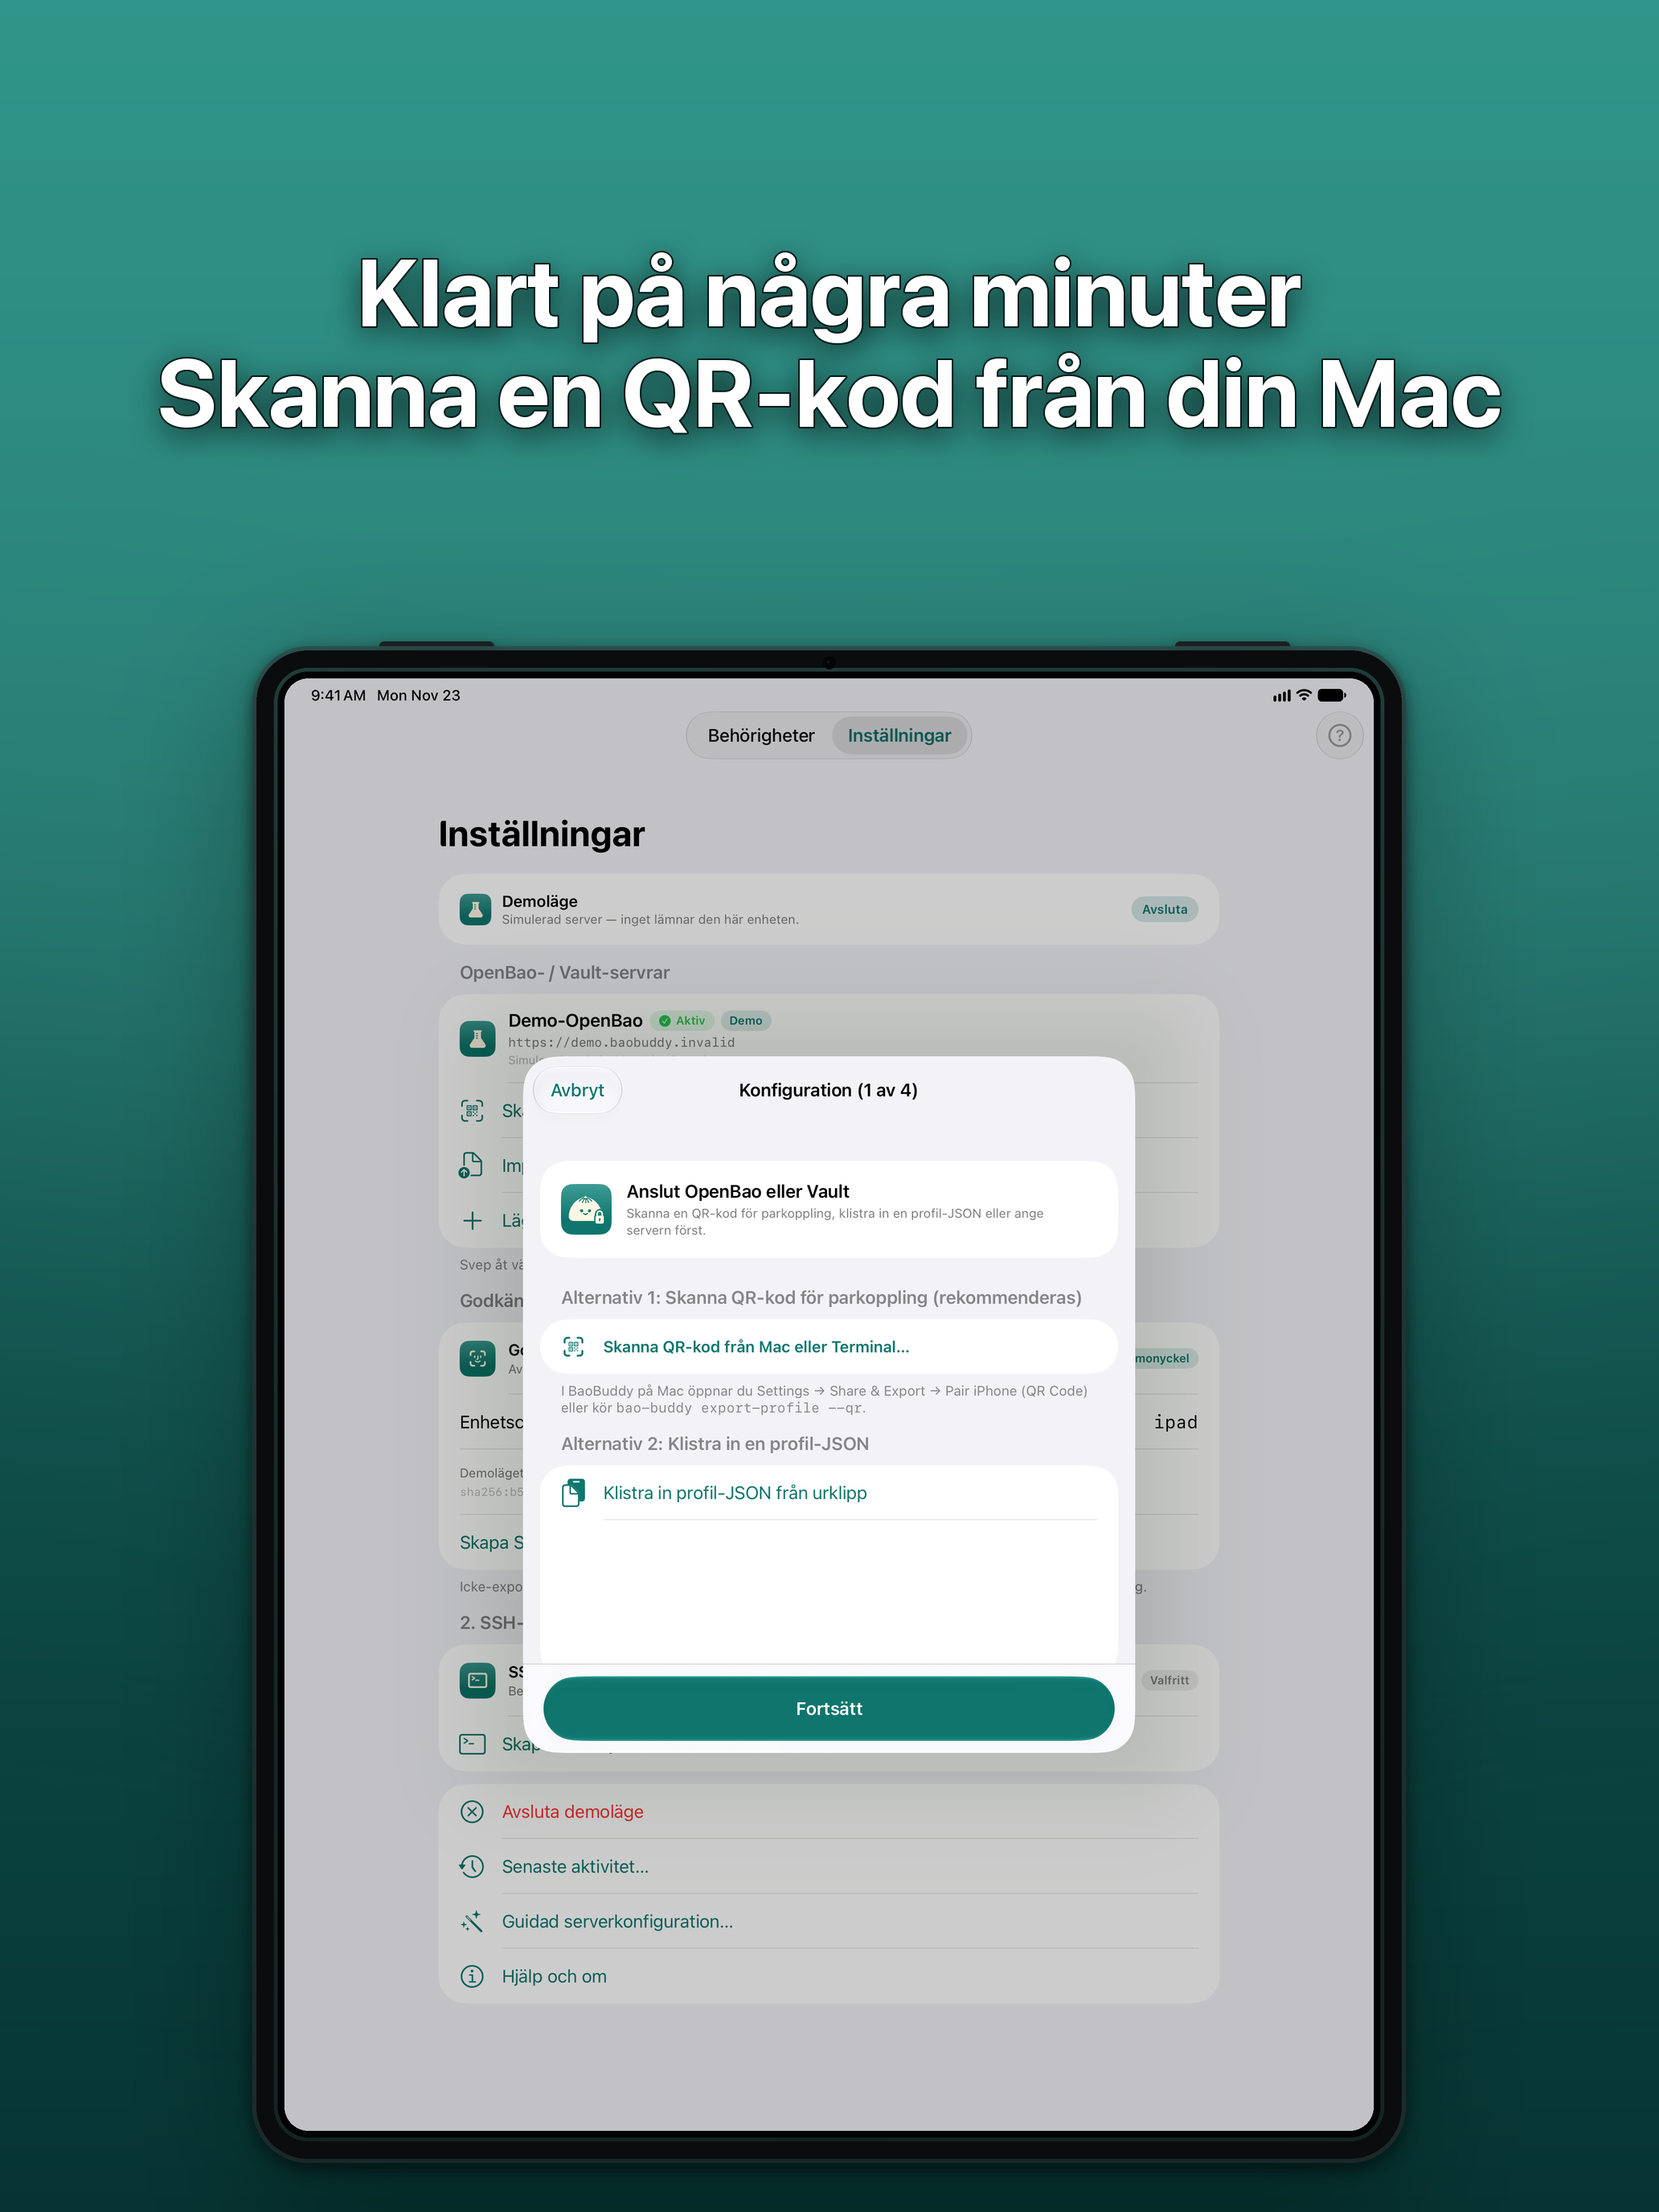 Klart på några minuter
Skanna en QR-kod från din Mac
9:41 AM Mon Nov 23
Behörigheter Inställningar
Inställningar
Demoläge
Simulerad server — inget lämnar den här enheten.
Avsluta
OpenBao- / Vault-servrar
Demo-OpenBao Aktiv Demo
https://demo.baobuddy.invalid
Avbryt
Konfiguration (1 av 4)
Anslut OpenBao eller Vault
Skanna en QR-kod för parkoppling, klistra in en profil-JSON eller ange
servern först.
Alternativ 1: Skanna QR-kod för parkoppling (rekommenderas)
Skanna QR-kod från Mac eller Terminal...
I BaoBuddy på Mac öppnar du Settings → Share & Export → Pair iPhone (QR Code)
eller kör bao-buddy export-profile --qr.
Alternativ 2: Klistra in en profil-JSON
Klistra in profil-JSON från urklipp
Fortsätt
Svep åt
ipad
Demoläget
Skapa
2. SSH-
Valfritt
Avsluta demoläge
Senaste aktivitet...
Guidad serverkonfiguration...
Hjälp och om